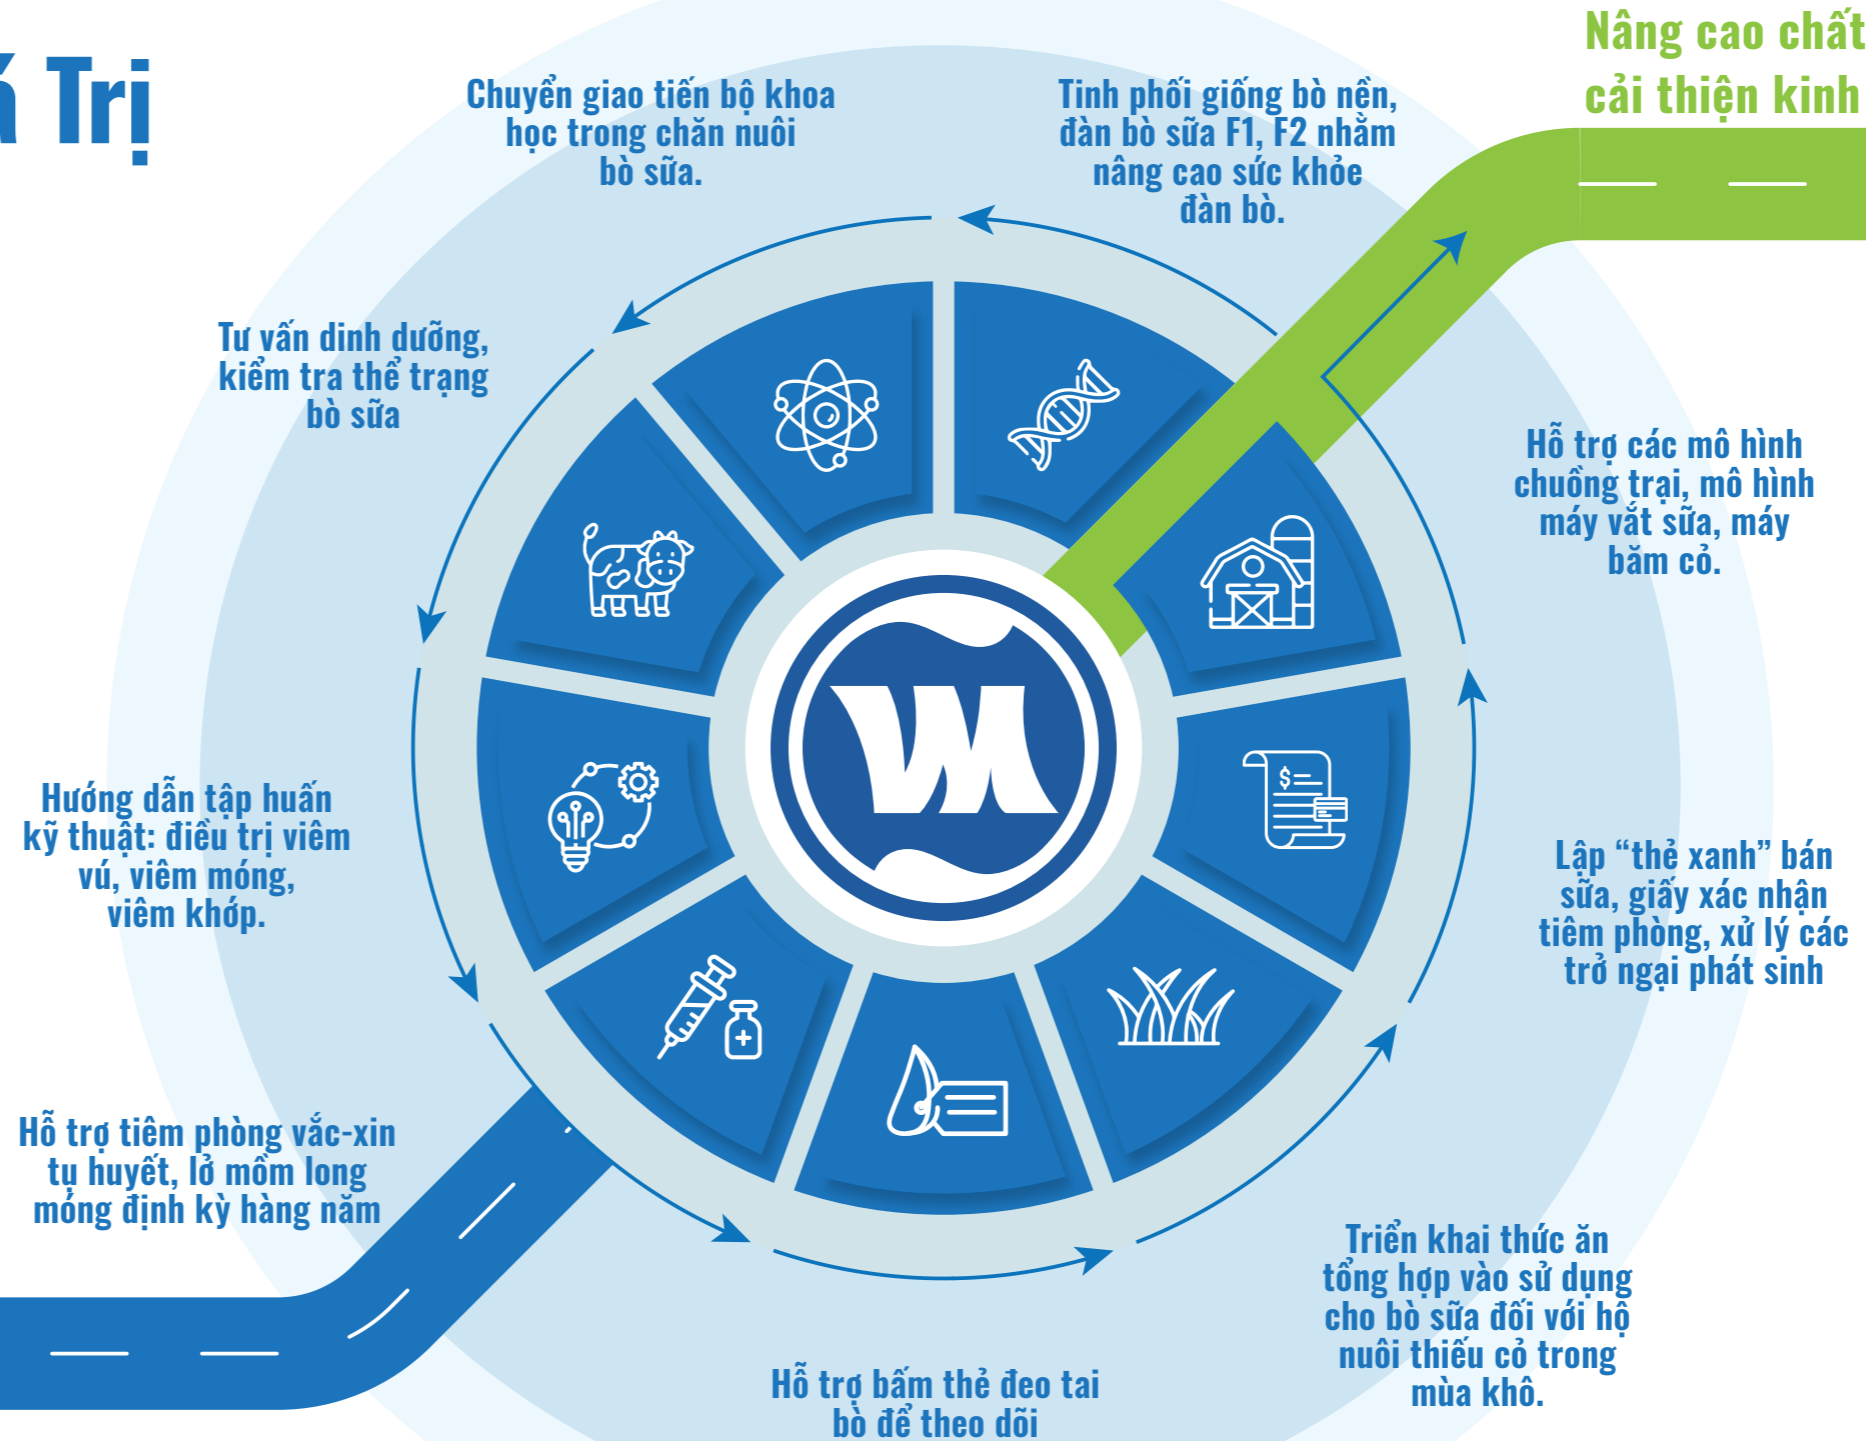 á Trị
Nâng cao chất
cải thiện kinh
Chuyển giao tiến bộ khoa
học trong chăn nuôi
bò sữa.
Tinh phối giống bò nền,
đàn bò sữa F1, F2 nhằm
nâng cao sức khỏe
đàn bò.
Tư vấn dinh dưỡng,
kiểm tra thể trạng
bò sữa
Hỗ trợ các mô hình
chuồng trại, mô hình
máy vắt sữa, máy
băm cỏ.
Hướng dẫn tập huấn
kỹ thuật: điều trị viêm
vú, viêm móng,
viêm khớp.
VM
$
Lập “thẻ xanh” bán
sữa, giấy xác nhận
tiêm phòng, xử lý các
trở ngại phát sinh
Hỗ trợ tiêm phòng vắc-xin
tụ huyết, lở mồm long
móng định kỳ hàng năm
Triển khai thức ăn
tổng hợp vào sử dụng
cho bò sữa đối với hộ
nuôi thiếu cỏ trong
mùa khô.
Hỗ trợ bấm thẻ đeo tai
bò để theo dõi